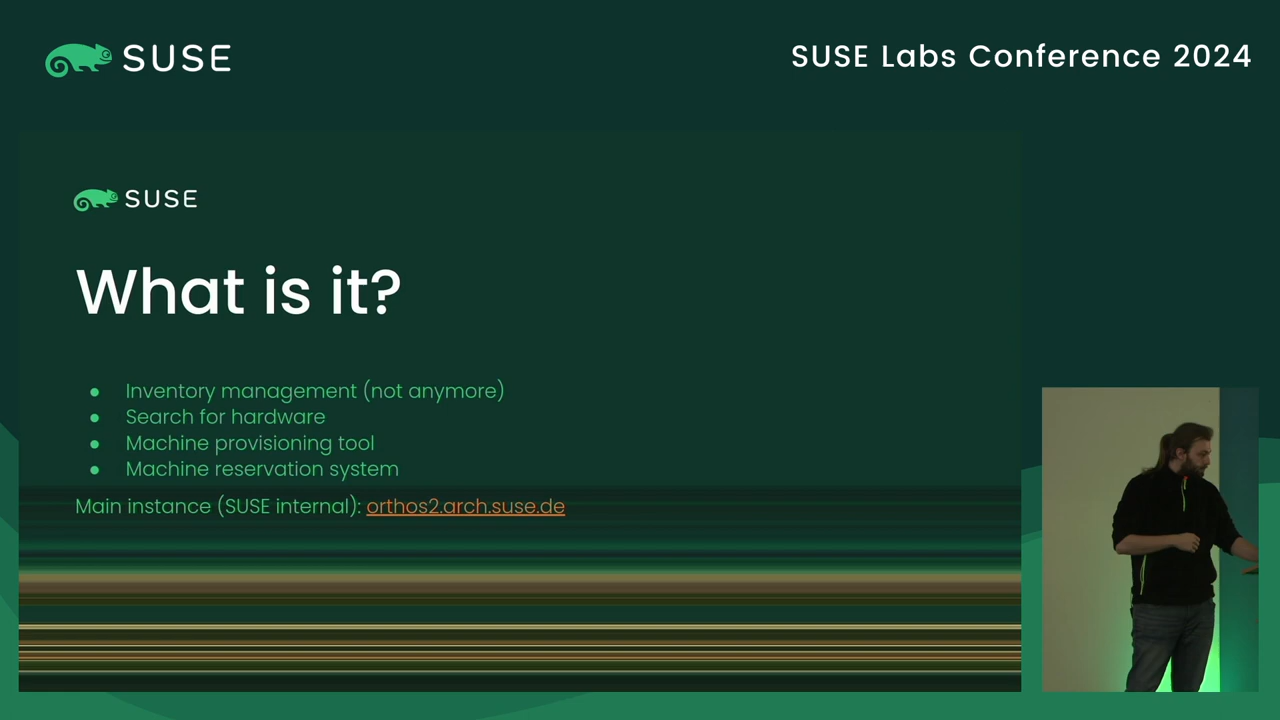 SUSE
SUSE Labs Conference 2024
SUSE
What is it?
● Inventory management (not anymore)
● Search for hardware
● Machine provisioning tool
● Machine reservation system
Main instance (SUSE internal): orthos2.arch.suse.de